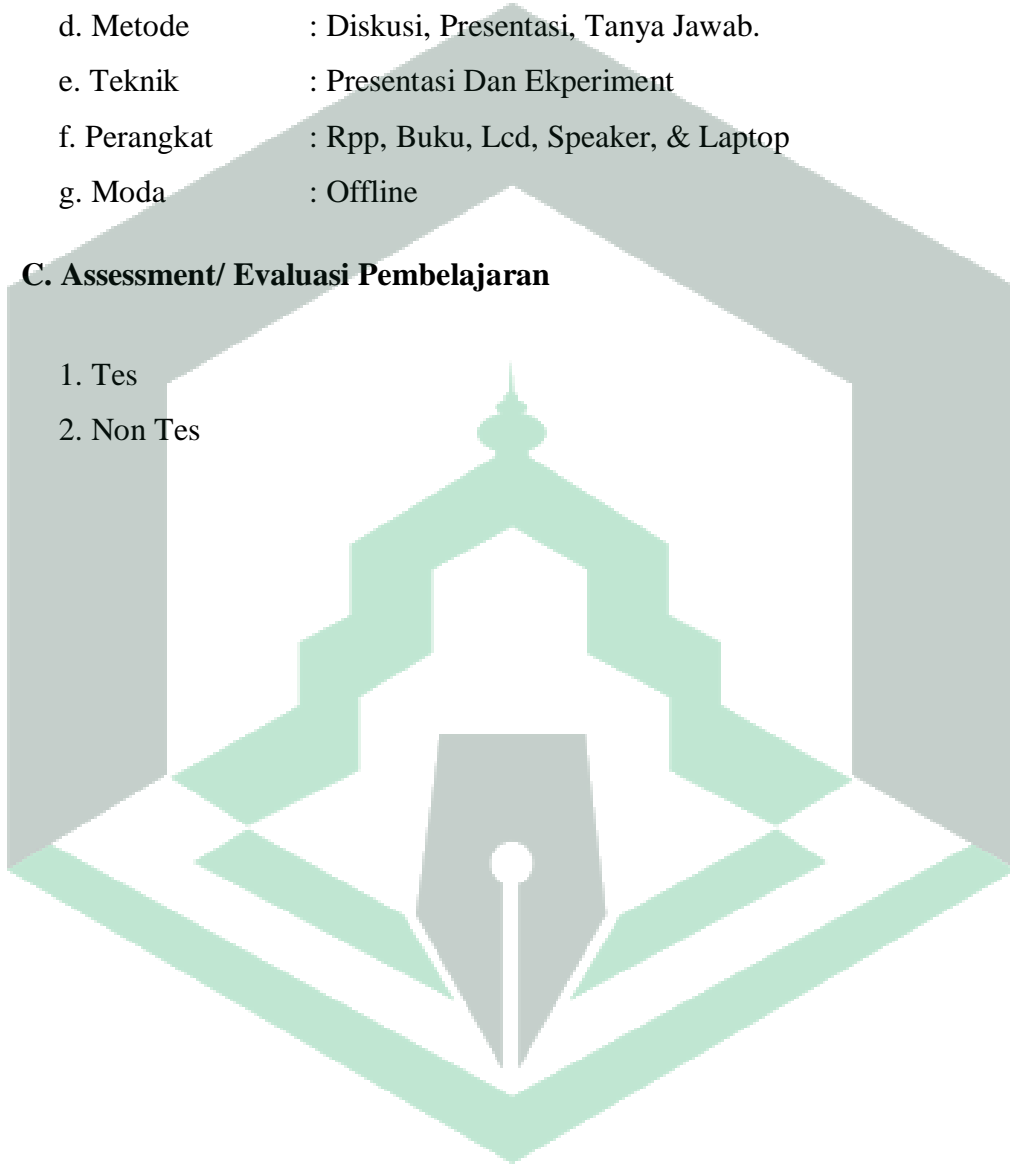 d. Metode : Diskusi, Presentasi, Tanya Jawab.
e. Teknik : Presentasi Dan Ekperiment
f. Perangkat : Rpp, Buku, Lcd, Speaker, & Laptop
g. Moda : Offline
C. Assessment/ Evaluasi Pembelajaran
1. Tes
2. Non Tes